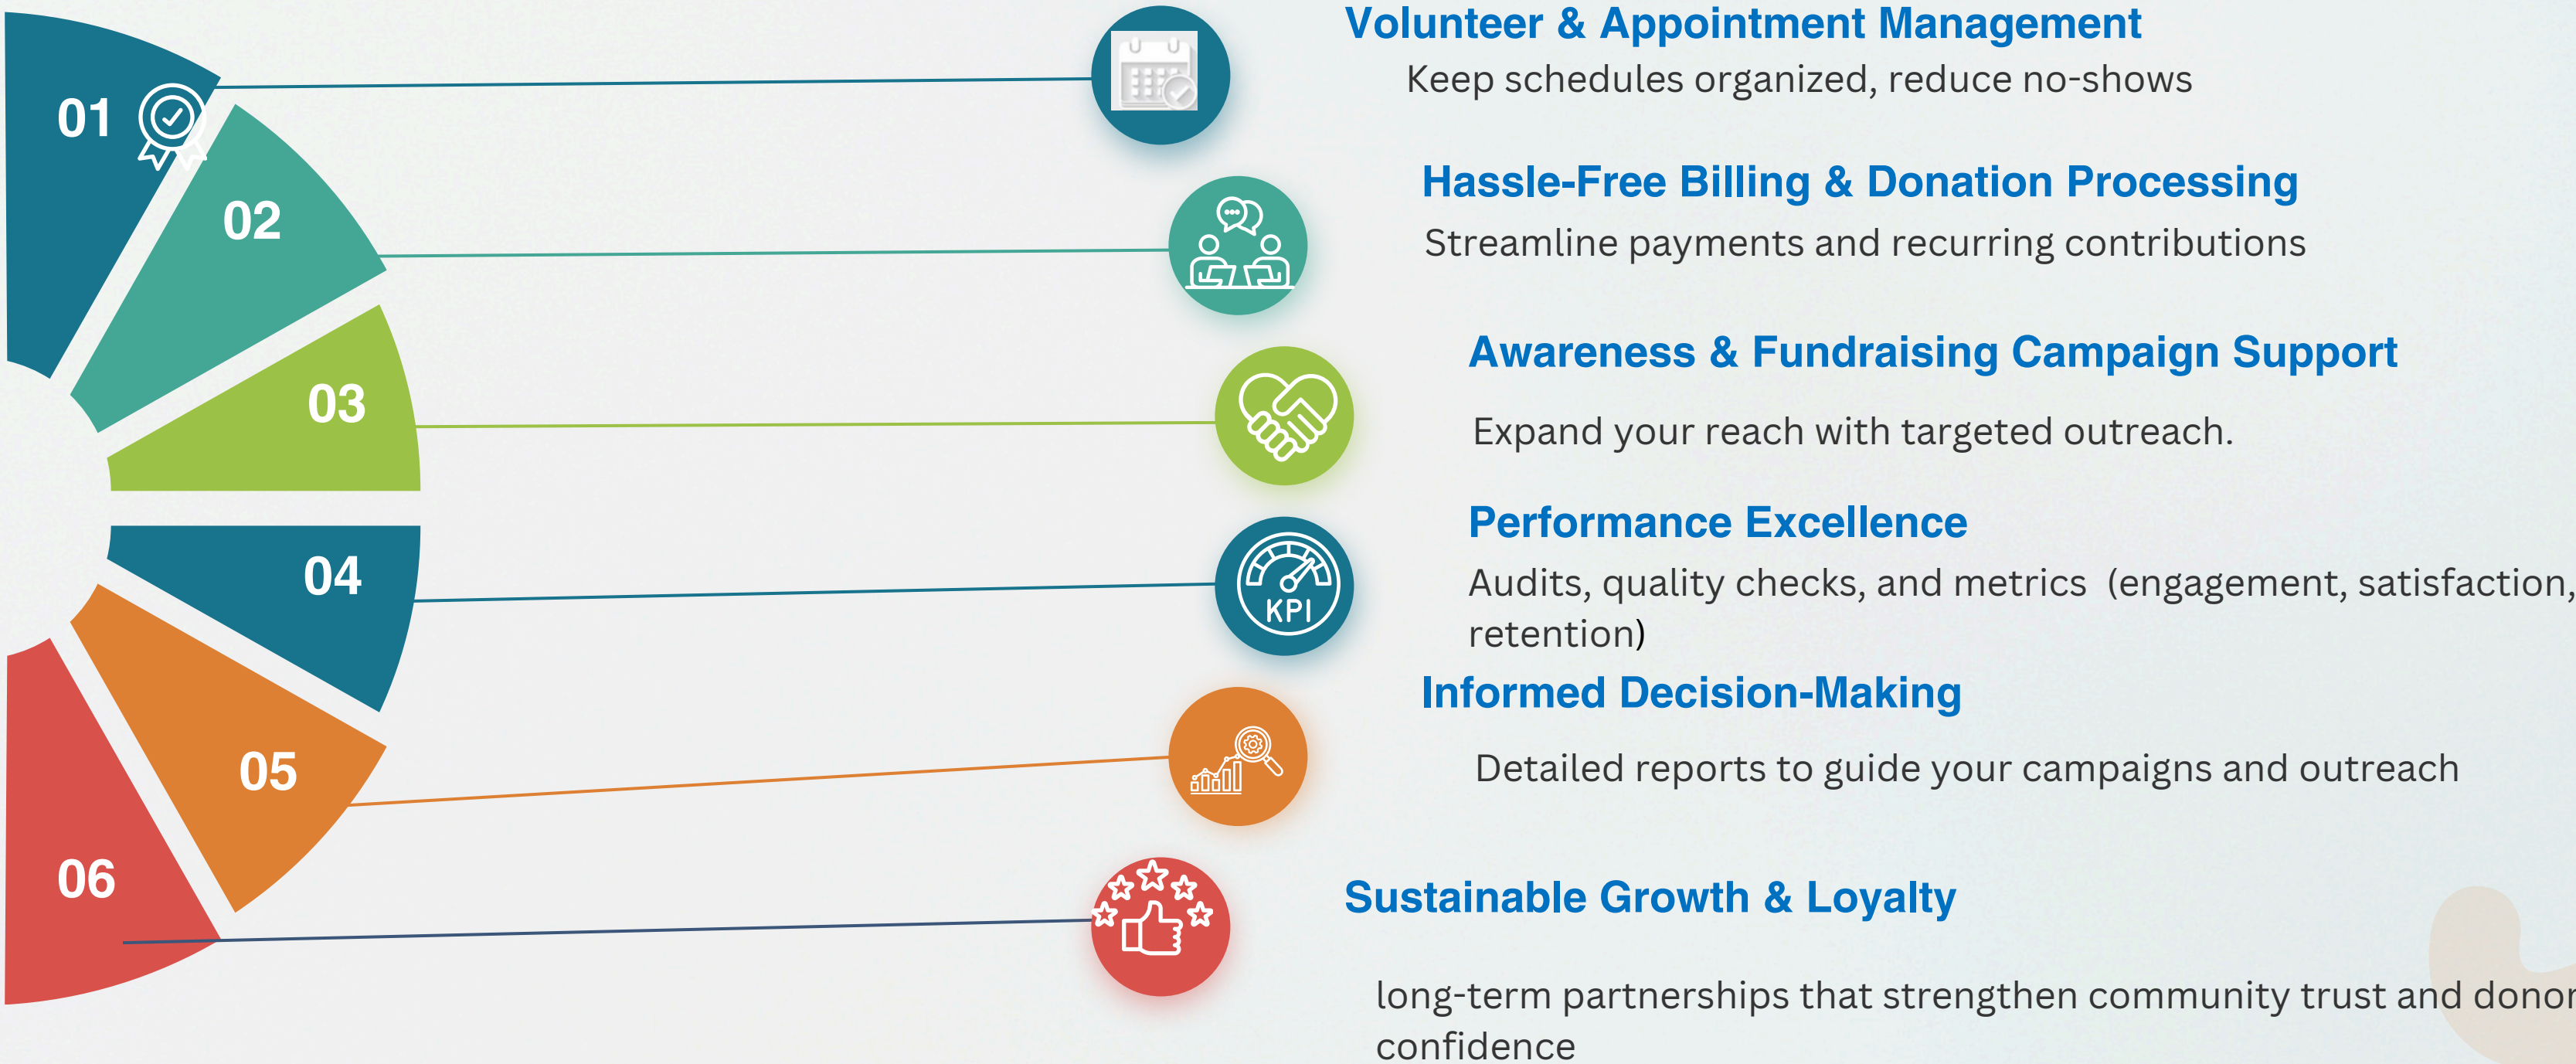 01
Volunteer & Appointment Management
Keep schedules organized, reduce no-shows
02
Hassle-Free Billing & Donation Processing
Streamline payments and recurring contributions
03
Awareness & Fundraising Campaign Support
Expand your reach with targeted outreach.
04
KPI
Performance Excellence
Audits, quality checks, and metrics (engagement, satisfaction,
retention)
05
Informed Decision-Making
Detailed reports to guide your campaigns and outreach
06
Sustainable Growth & Loyalty
long-term partnerships that strengthen community trust and donor
confidence